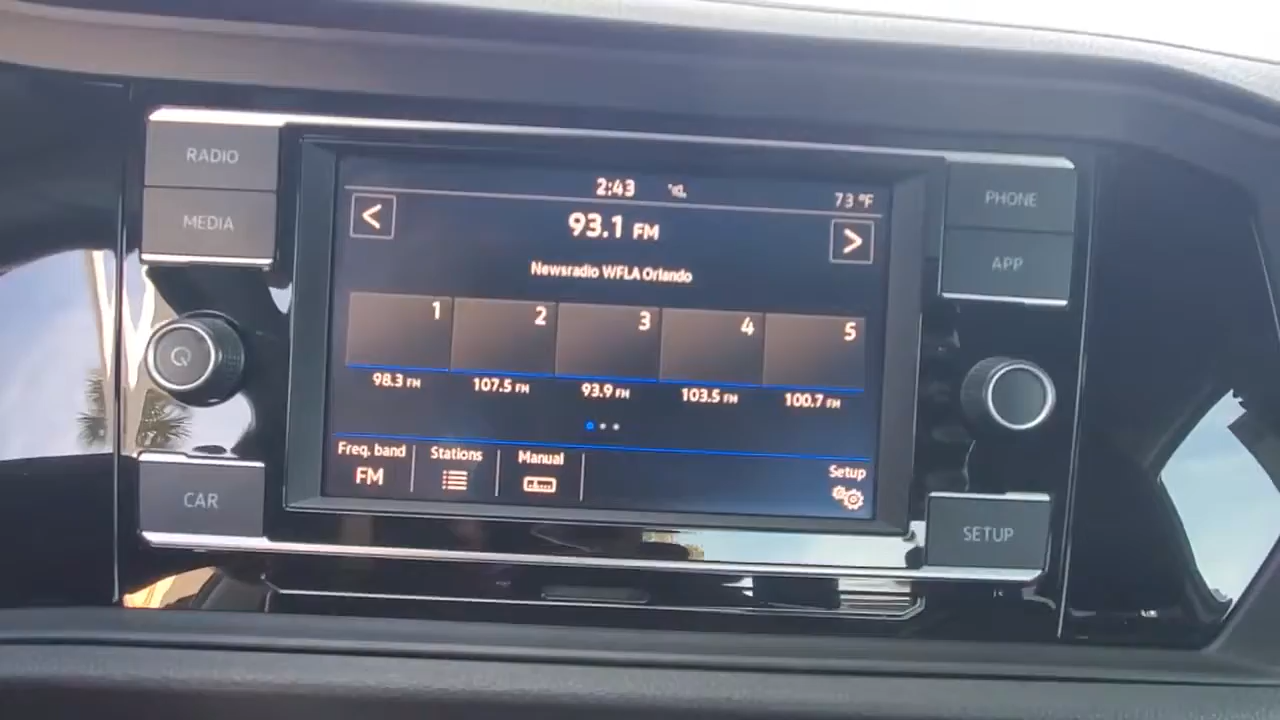 RADIO
MEDIA
PHONE
APP
2:43
73 °F
<
93.1 FM
>
Newsradio WFLA Orlando
1
2
3
4
5
98.3 FM
107.5 FM
93.9 FM
103.5 FM
100.7 FM
Freq. band
FM
Stations
Manual
Setup
CAR
SETUP